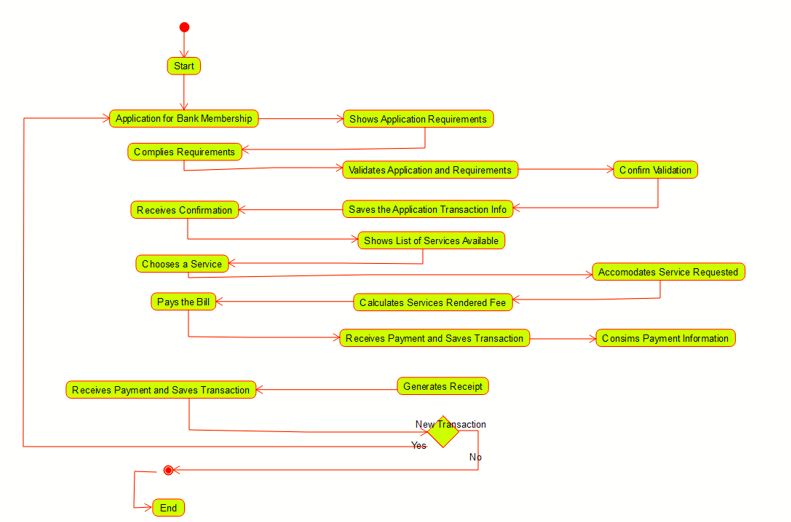 Start
Application for Bank Membership
Shows Application Requirements
Complies Requirements
Validates Application and Requirements
Confirn Validation
Receives Confirmation
Saves the Application Transaction Info
Shows List of Services Available
Chooses a Service
Accomodates Service Requested
Pays the Bill
Calculates Services Rendered Fee
Receives Payment and Saves Transaction
Consims Payment Information
Receives Payment and Saves Transaction
Generates Receipt
New Transaction
Yes
No
End